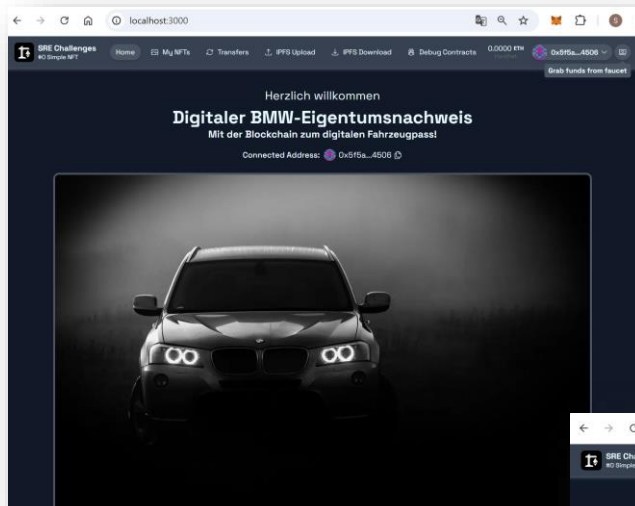 localhost:3000
SRE Challenges
#0 Simple NFT
Home
My NFTs
Transfers
IPFS Upload
IPFS Download
Debug Contracts
0.0000 ETH
0x5f5a...4506
S
Grab funds from faucet
Herzlich willkommen
Digitaler BMW-Eigentumsnachweis
Mit der Blockchain zum digitalen Fahrzeugpass!
Connected Address: 0x5f5a...4506
SRE Cha
#0 Simple